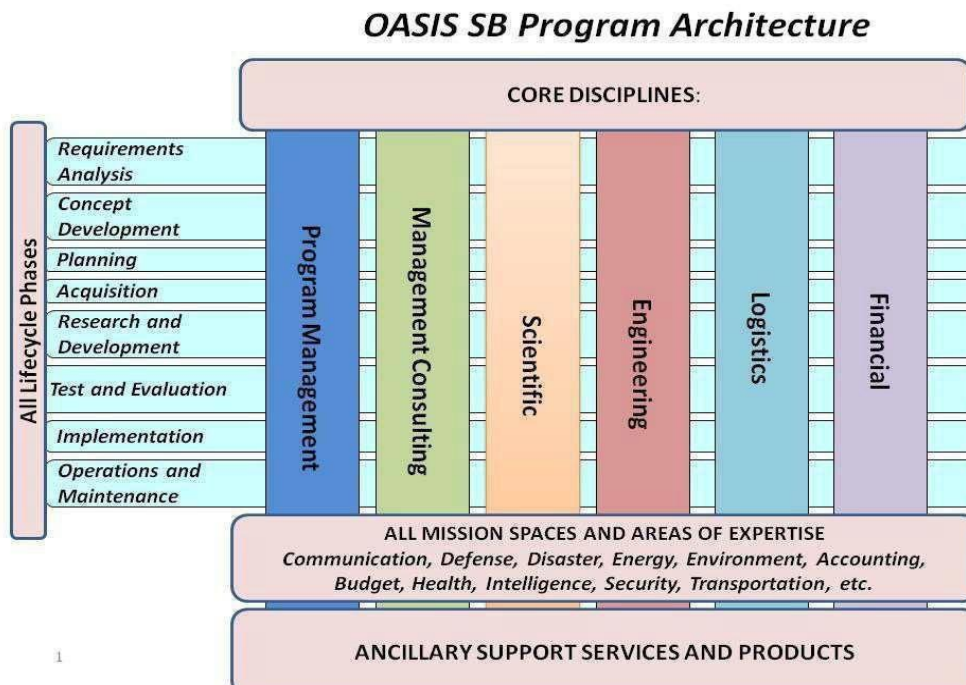 OASIS SB Program Architecture
CORE DISCIPLINES:
All Lifecycle Phases
Requirements
Analysis
Concept
Development
Planning
Acquisition
Research and
Development
Test and Evaluation
Implementation
Operations and
Maintenance
Program Management
Management Consulting
Scientific
Engineering
Logistics
Financial
ALL MISSION SPACES AND AREAS OF EXPERTISE
Communication, Defense, Disaster, Energy, Environment, Accounting,
Budget, Health, Intelligence, Security, Transportation, etc.
ANCILLARY SUPPORT SERVICES AND PRODUCTS
1